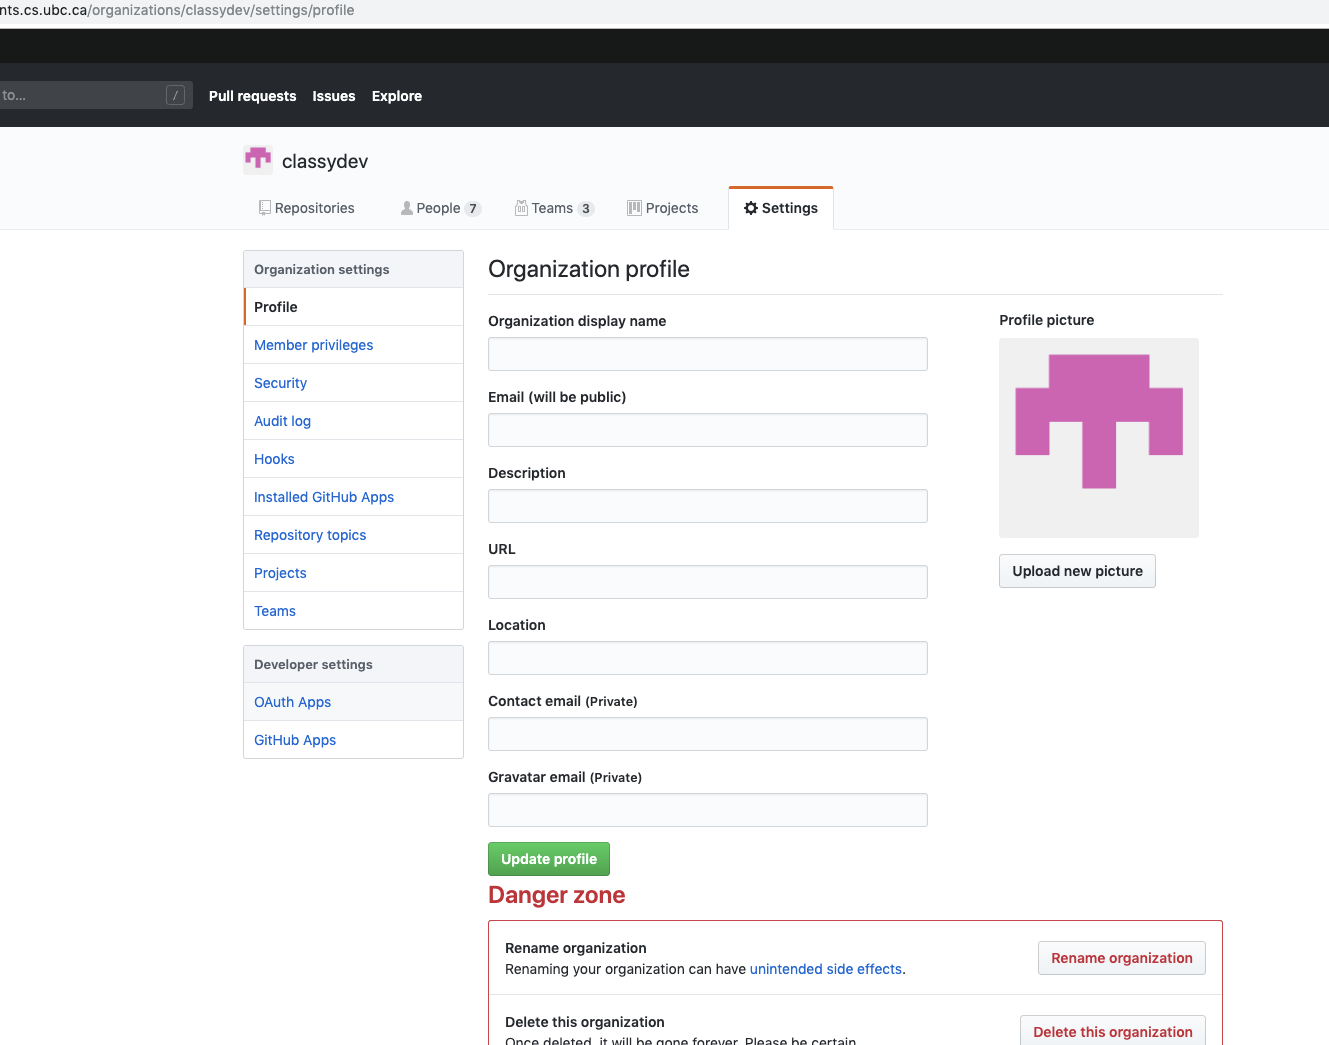 nts.cs.ubc.ca/organizations/classydev/settings/profile
to... / Pull requests Issues Explore
classydev
Repositories People 7 Teams 3 Projects Settings
Organization settings
Profile
Member privileges
Security
Audit log
Hooks
Installed GitHub Apps
Repository topics
Projects
Teams
Developer settings
OAuth Apps
GitHub Apps
Organization profile
Organization display name
Email (will be public)
Description
URL
Location
Contact email (Private)
Gravatar email (Private)
Update profile
Profile picture
Upload new picture
Danger zone
Rename organization
Renaming your organization can have unintended side effects.
Rename organization
Delete this organization
Once deleted, it will be gone forever. Please be certain
Delete this organization